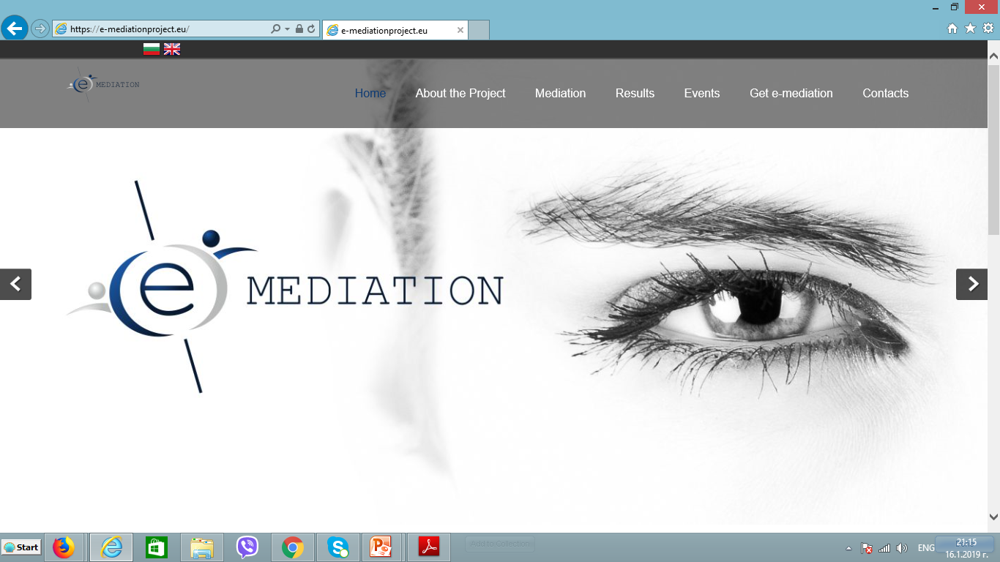 https://e-mediationproject.eu/
e-mediationproject.eu
e MEDIATION
Home
About the Project
Mediation
Results
Events
Get e-mediation
Contacts
e MEDIATION
Start
Add to Collection
ENG
21:15
16.1.2019 г.